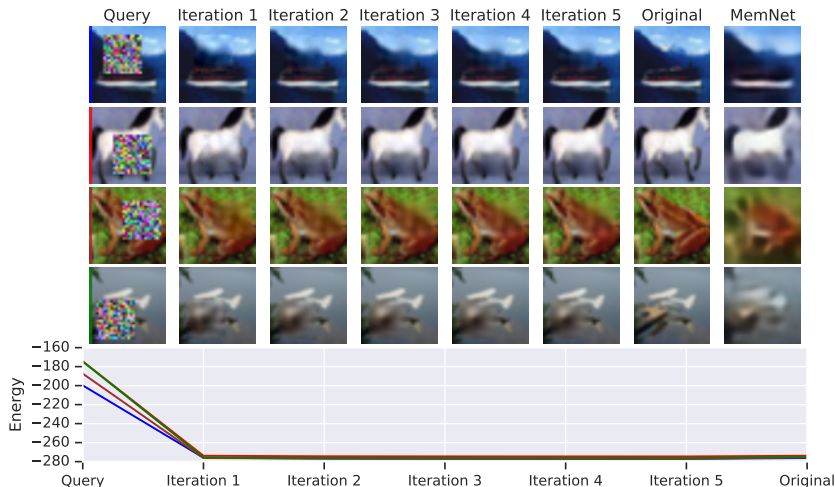 Query Iteration 1 Iteration 2 Iteration 3 Iteration 4 Iteration 5 Original MemNet
−160
−180
−200
−220
−240
−260
−280
Energy
Query Iteration 1 Iteration 2 Iteration 3 Iteration 4 Iteration 5 Original